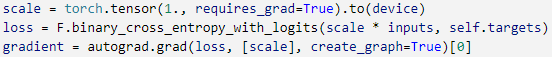 scale = torch.tensor(1., requires_grad=True).to(device)
loss = F.binary_cross_entropy_with_logits(scale * inputs, self.targets)
gradient = autograd.grad(loss, [scale], create_graph=True)[0]